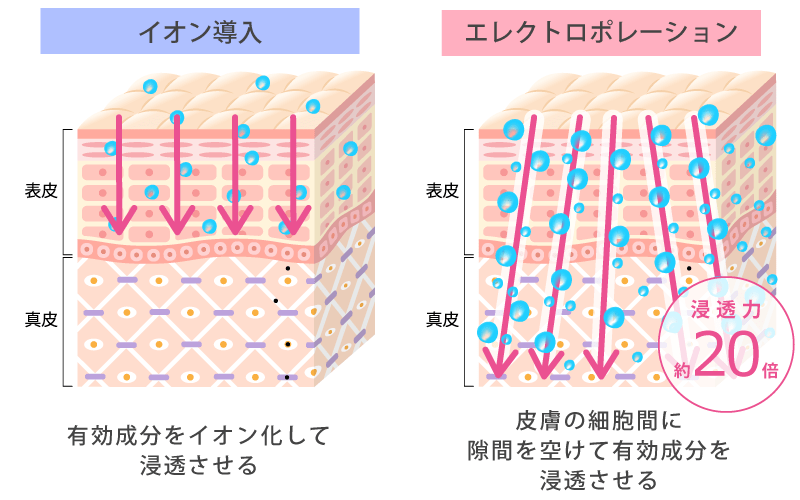 イオン導入
エレクトロポレーション
表皮
真皮
表皮
真皮
浸透力
約20倍
有効成分をイオン化して
浸透させる
皮膚の細胞間に
隙間を空けて有効成分を
浸透させる